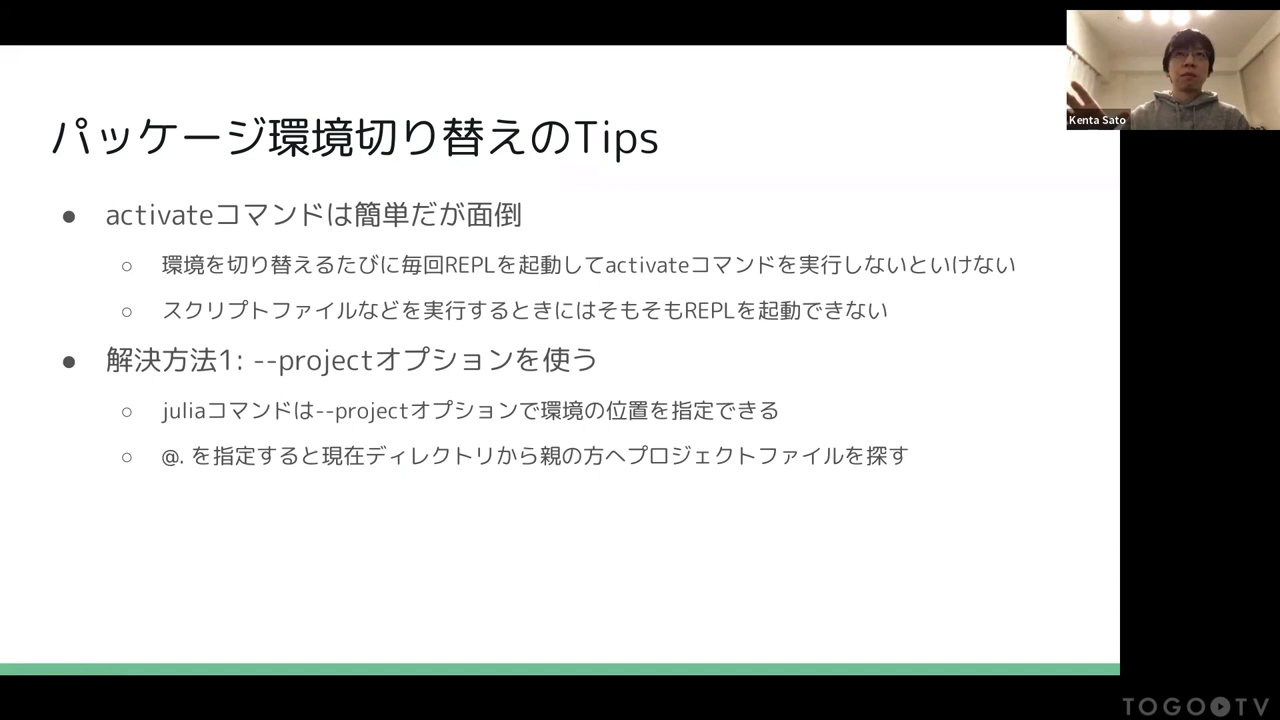 パッケージ環境切り替えのTips
● activateコマンドは簡単だが面倒
○ 環境を切り替えるたびに毎回REPLを起動してactivateコマンドを実行しないといけない
○ スクリプトファイルなどを実行するときにはそもそもREPLを起動できない
● 解決方法1: --projectオプションを使う
○ juliaコマンドは--projectオプションで環境の位置を指定できる
○ @. を指定すると現在ディレクトリから親の方へプロジェクトファイルを探す
Kenta Sato
TOGO TV